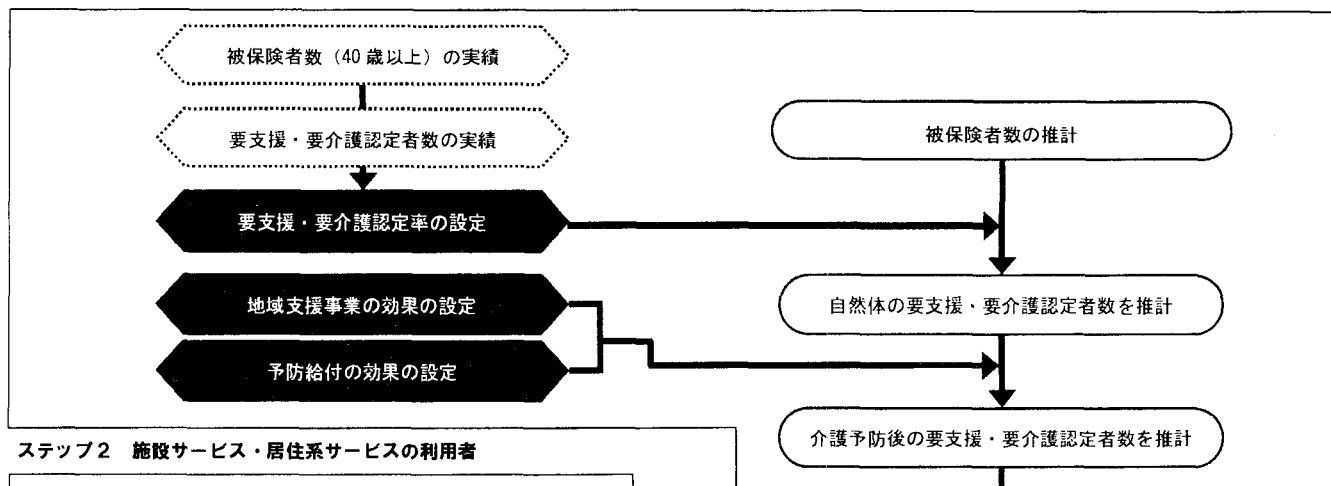 被保険者数（40歳以上）の実績
要支援・要介護認定者数の実績
被保険者数の推計
要支援・要介護認定率の設定
地域支援事業の効果の設定
自然体の要支援・要介護認定者数を推計
予防給付の効果の設定
介護予防後の要支援・要介護認定者数を推計
ステップ2　施設サービス・居住系サービスの利用者